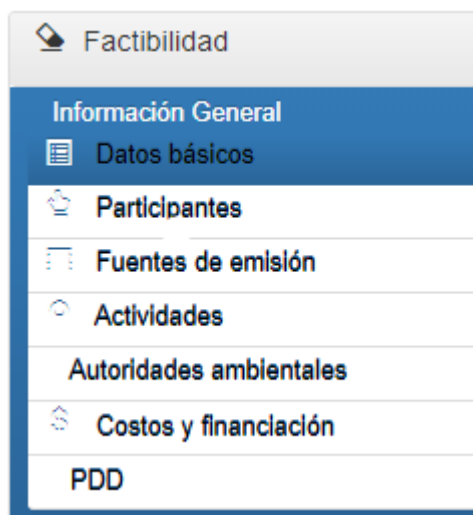 Factibilidad
Información General
Datos básicos
Participantes
Fuentes de emisión
Actividades
Autoridades ambientales
Costos y financiación
PDD